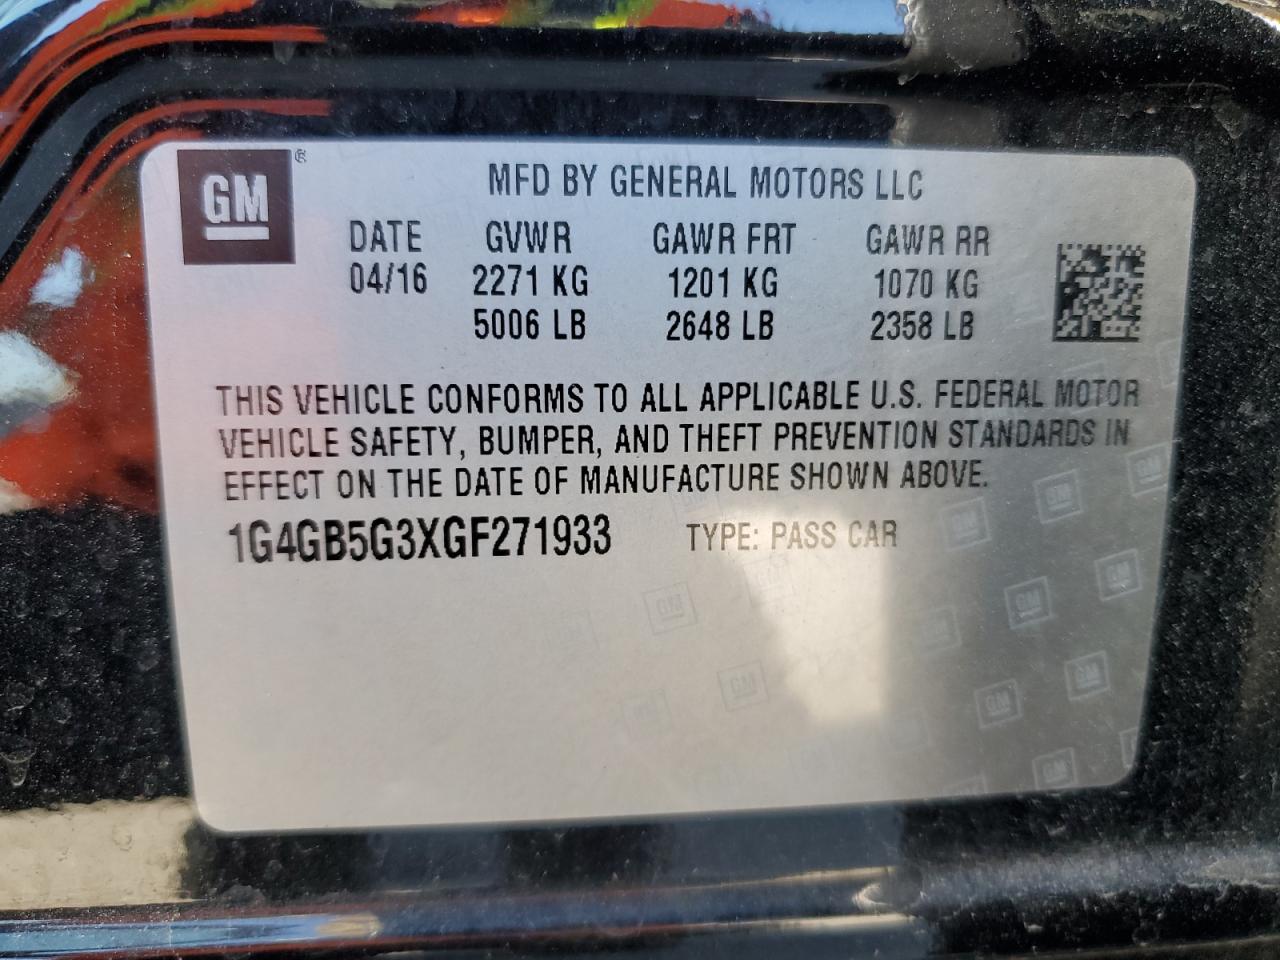 GM ®
MFD BY GENERAL MOTORS LLC
DATE GVWR GAWR FRT GAWR RR
04/16 2271 KG 1201 KG 1070 KG
5006 LB 2648 LB 2358 LB
THIS VEHICLE CONFORMS TO ALL APPLICABLE U.S. FEDERAL MOTOR
VEHICLE SAFETY, BUMPER, AND THEFT PREVENTION STANDARDS IN
EFFECT ON THE DATE OF MANUFACTURE SHOWN ABOVE.
1G4GB5G3XGF271933 TYPE: PASS CAR